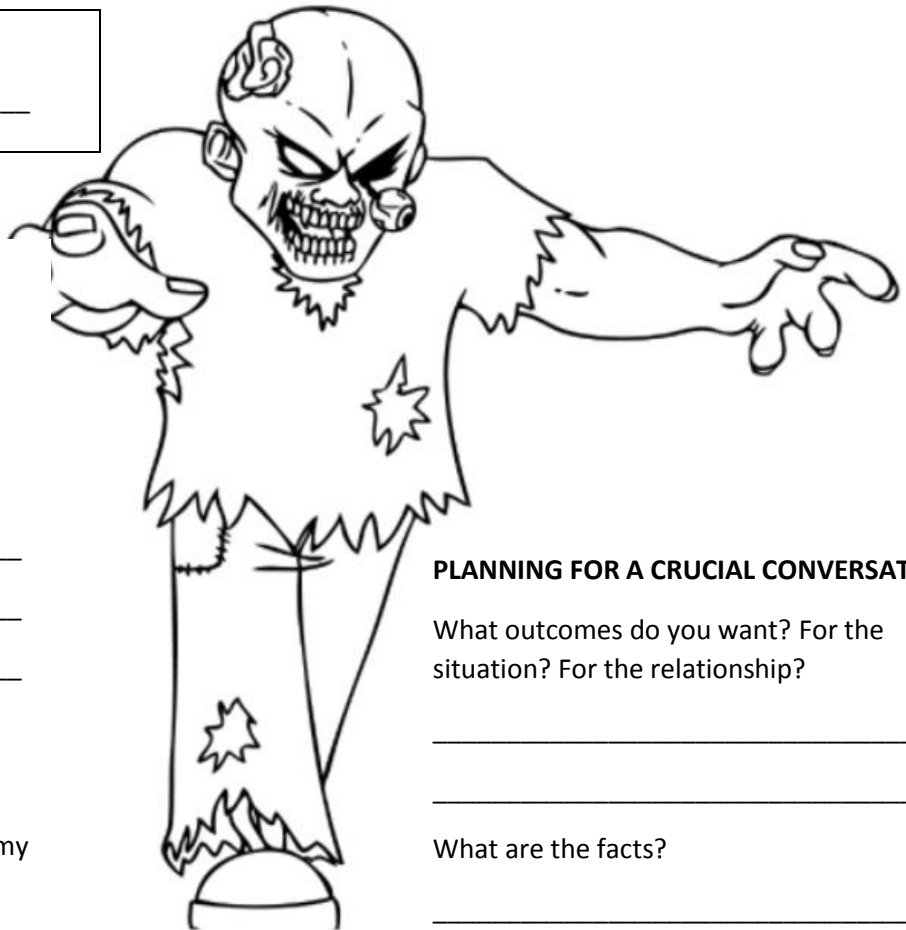 my
PLANNING FOR A CRUCIAL CONVERSAT
What outcomes do you want? For the
situation? For the relationship?
What are the facts?